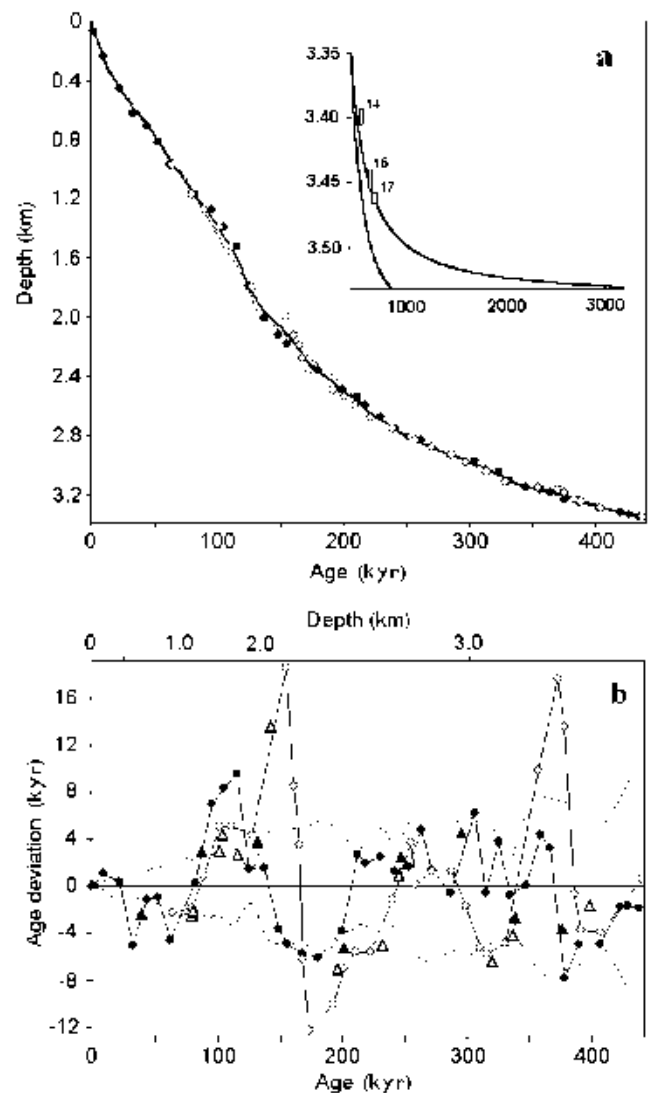 a
0
0.4
0.8
1.2
1.6
2.0
2.4
2.8
3.2
Depth (km)
0 100 200 300 400
Age (kyr)
3.35
3.40
3.45
3.50
14
16
17
1000 2000 3000
Depth (km)
0 1.0 2.0 3.0
b
16
12
8
4
0
-4
-8
-12
Age deviation (kyr)
0 100 200 300 400
Age (kyr)